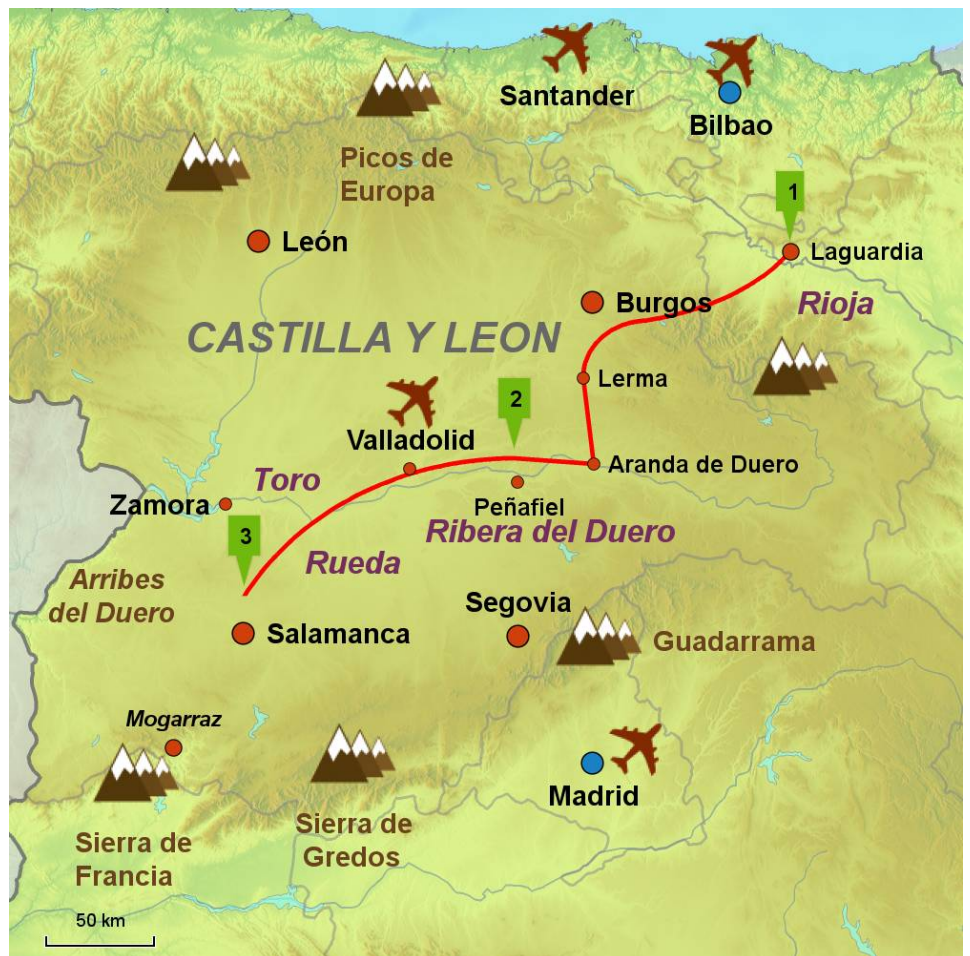 Santander
Bilbao
Picos de
Europa
1
León
Laguardia
Burgos
Rioja
CASTILLA Y LEON
Lerma
2
Valladolid
Aranda de Duero
Toro
Zamora
Peñafiel
Ribera del Duero
3
Rueda
Arribes
del Duero
Segovia
Salamanca
Guadarrama
Mogarraz
Madrid
Sierra de
Gredos
Sierra de
Francia
50 km